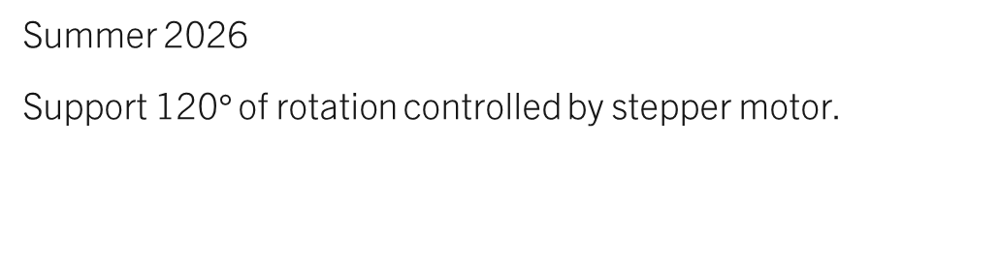 Summer 2026
Support 120° of rotation controlled by stepper motor.